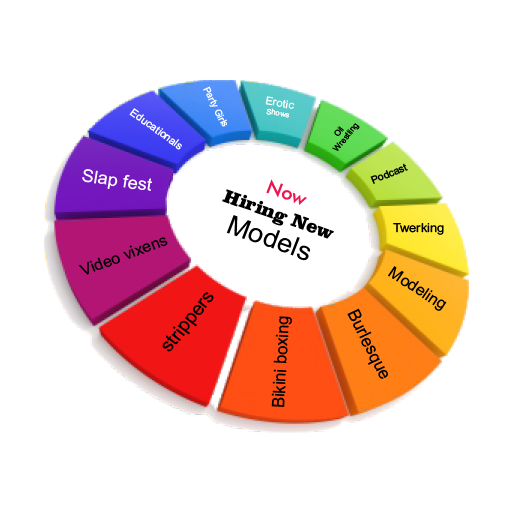 Now
Hiring New
Models
Erotic
Shows
Oil
Wrestling
Podcast
Twerking
Modeling
Burlesque
Bikini boxing
strippers
Video vixens
Slap fest
Educationals
Party Girls